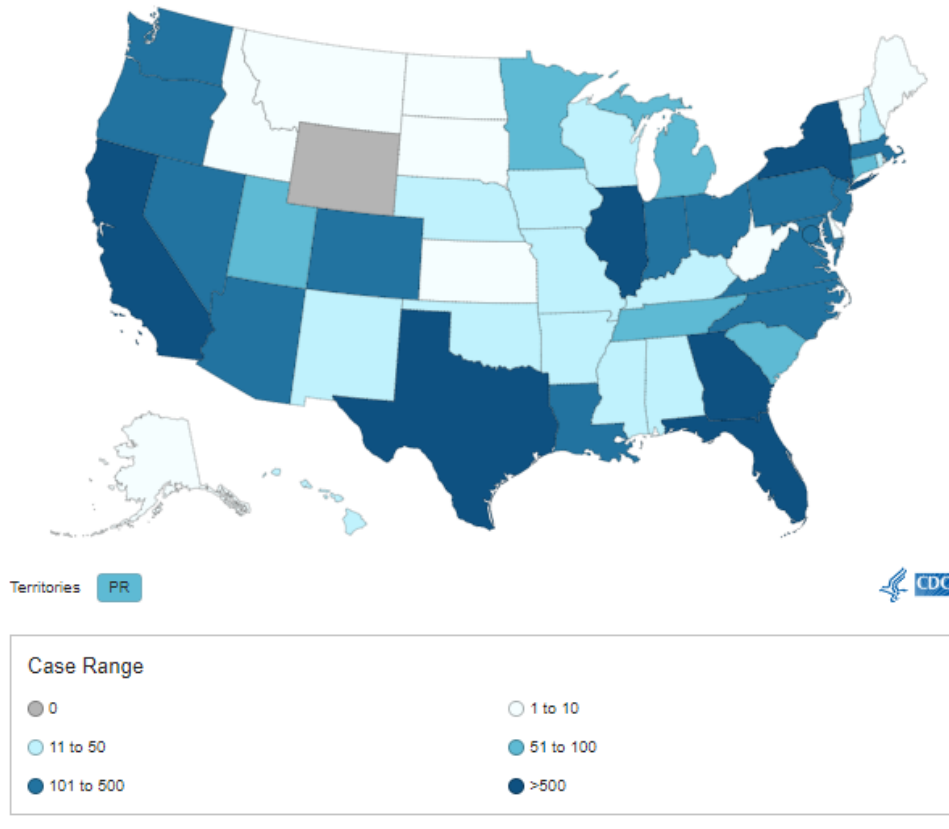 Territories PR
CDC
Case Range
0
1 to 10
11 to 50
51 to 100
101 to 500
>500